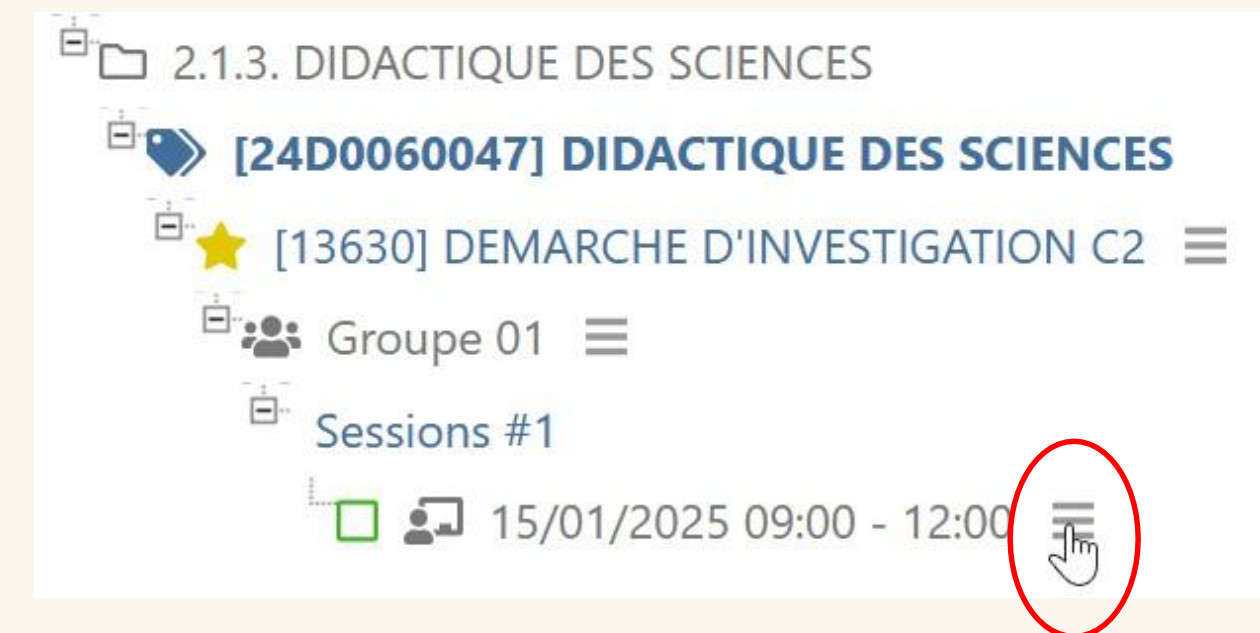 2.1.3. DIDACTIQUE DES SCIENCES
[24D0060047] DIDACTIQUE DES SCIENCES
[13630] DEMARCHE D'INVESTIGATION C2
Groupe 01
Sessions #1
15/01/2025 09:00 - 12:00